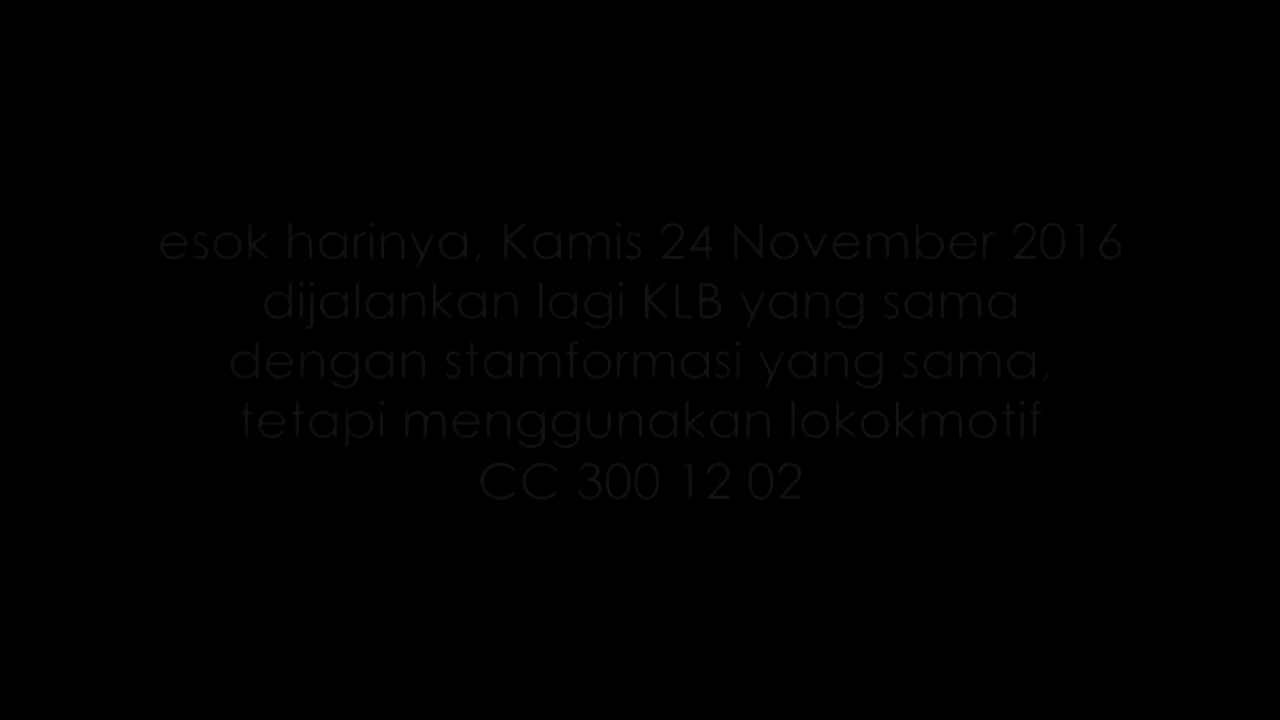 esok harinya, Kamis 24 November 2016
dijalankan lagi KLB yang sama
dengan stamformasi yang sama,
tetapi menggunakan lokokmotif
CC 300 12 02